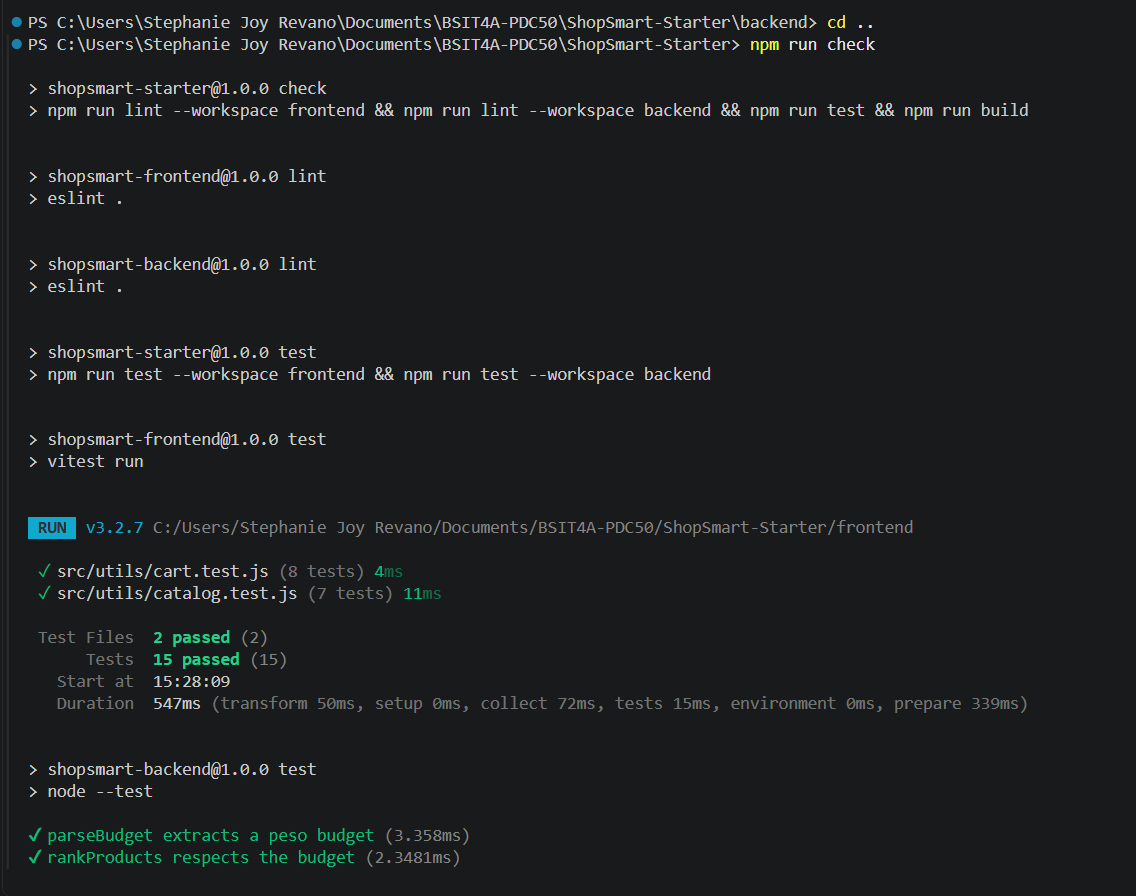 PS C:\Users\Stephanie Joy Revano\Documents\BSIT4A-PDC50\ShopSmart-Starter\backend> cd ..
PS C:\Users\Stephanie Joy Revano\Documents\BSIT4A-PDC50\ShopSmart-Starter> npm run check
> shopsmart-starter@1.0.0 check
> npm run lint --workspace frontend && npm run lint --workspace backend && npm run test && npm run build
> shopsmart-frontend@1.0.0 lint
> eslint .
> shopsmart-backend@1.0.0 lint
> eslint .
> shopsmart-starter@1.0.0 test
> npm run test --workspace frontend && npm run test --workspace backend
> shopsmart-frontend@1.0.0 test
> vitest run
RUN v3.2.7 C:/Users/Stephanie Joy Revano/Documents/BSIT4A-PDC50/ShopSmart-Starter/frontend
✓ src/utils/cart.test.js (8 tests) 4ms
✓ src/utils/catalog.test.js (7 tests) 11ms
Test Files 2 passed (2)
Tests 15 passed (15)
Start at 15:28:09
Duration 547ms (transform 50ms, setup 0ms, collect 72ms, tests 15ms, environment 0ms, prepare 339ms)
> shopsmart-backend@1.0.0 test
> node --test
✓ parseBudget extracts a peso budget (3.358ms)
✓ rankProducts respects the budget (2.3481ms)